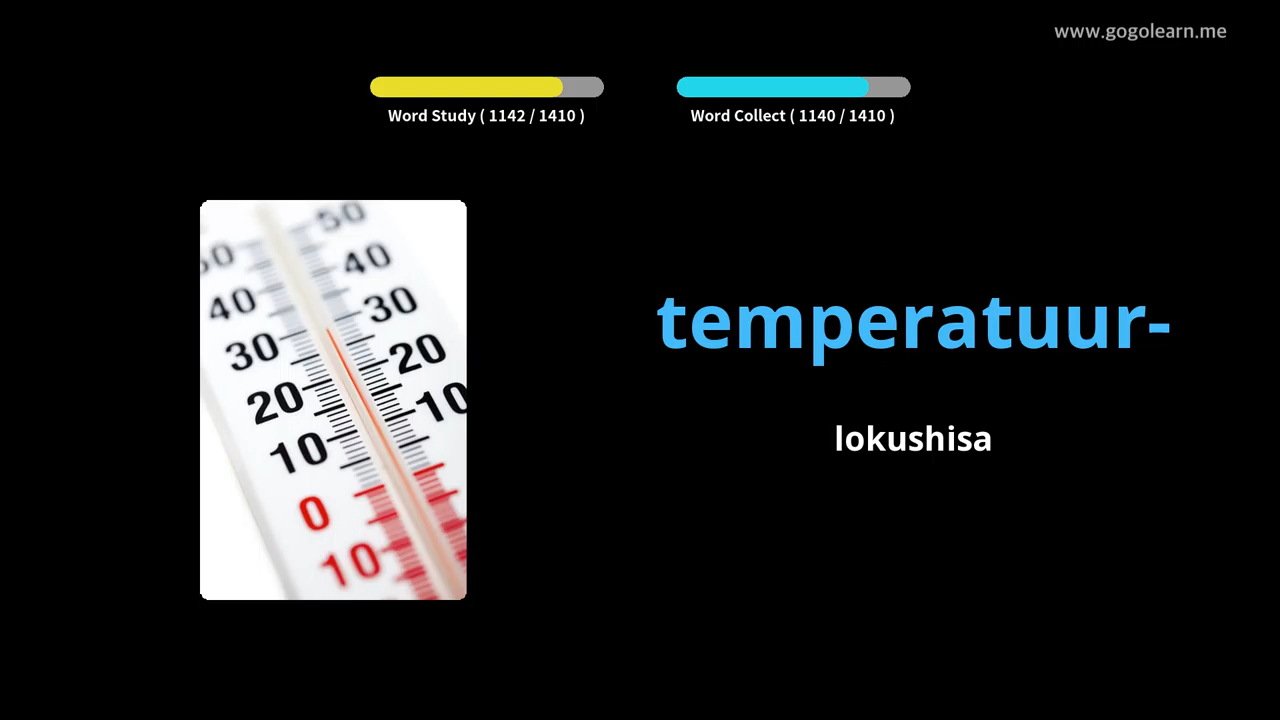 www.gogolearn.me
Word Study ( 1142 / 1410 )
Word Collect ( 1140 / 1410 )
50
50
40
40
30
30
20
20
10
10
0
10
temperatuur-
lokushisa